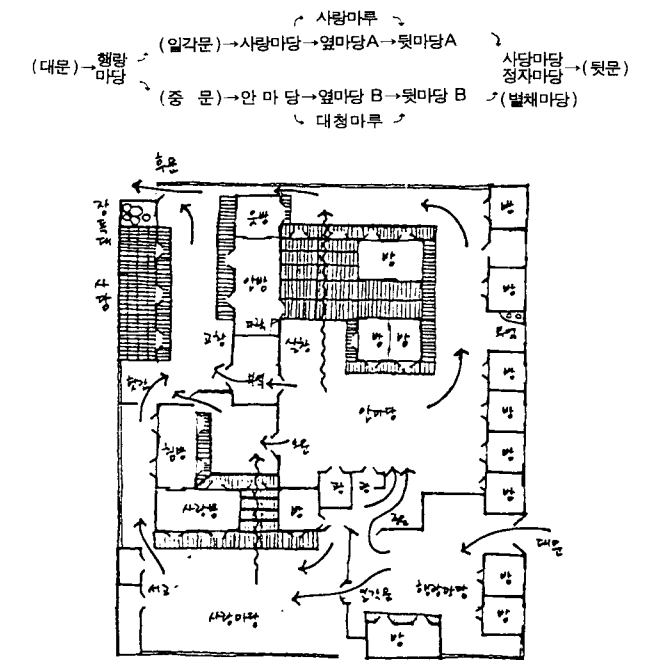 사랑마루
(일각문)→사랑마당→옆마당A→뒷마당A
(대문)→행랑마당
사당마당
정자마당→(뒷문)
(중 문)→안 마 당→옆마당 B→뒷마당 B
(별채마당)
대청마루
후문
장독대
웃방
방
방
안방
사당
방
방 방
방
안마당
방
침방
방
방
사랑방
방
광
광
방
대문
서고
사랑마당
일각문
행랑마당
방
방
방